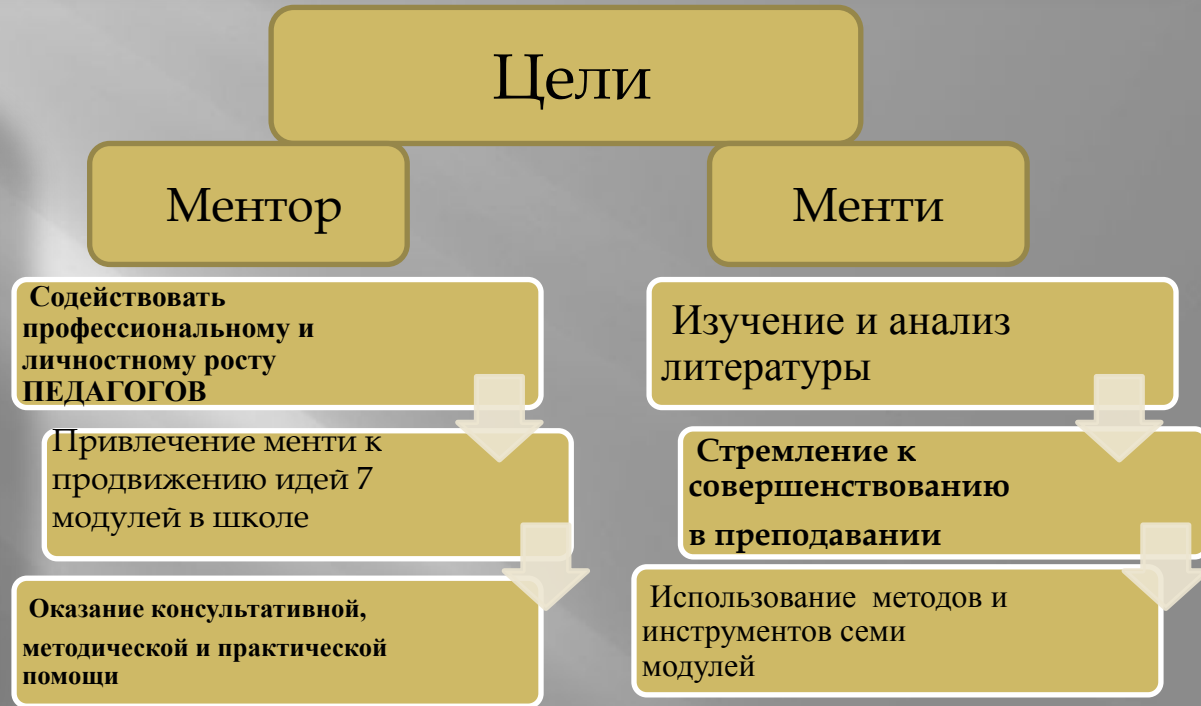 Цели
Ментор
Содействовать
профессиональному и
личностному росту
ПЕДАГОГОВ
Привлечение менти к
продвижению идей 7
модулей в школе
Оказание консультативной,
методической и практической
помощи
Менти
Изучение и анализ
литературы
Стремление к
совершенствованию
в преподавании
Использование методов и
инструментов семи
модулей